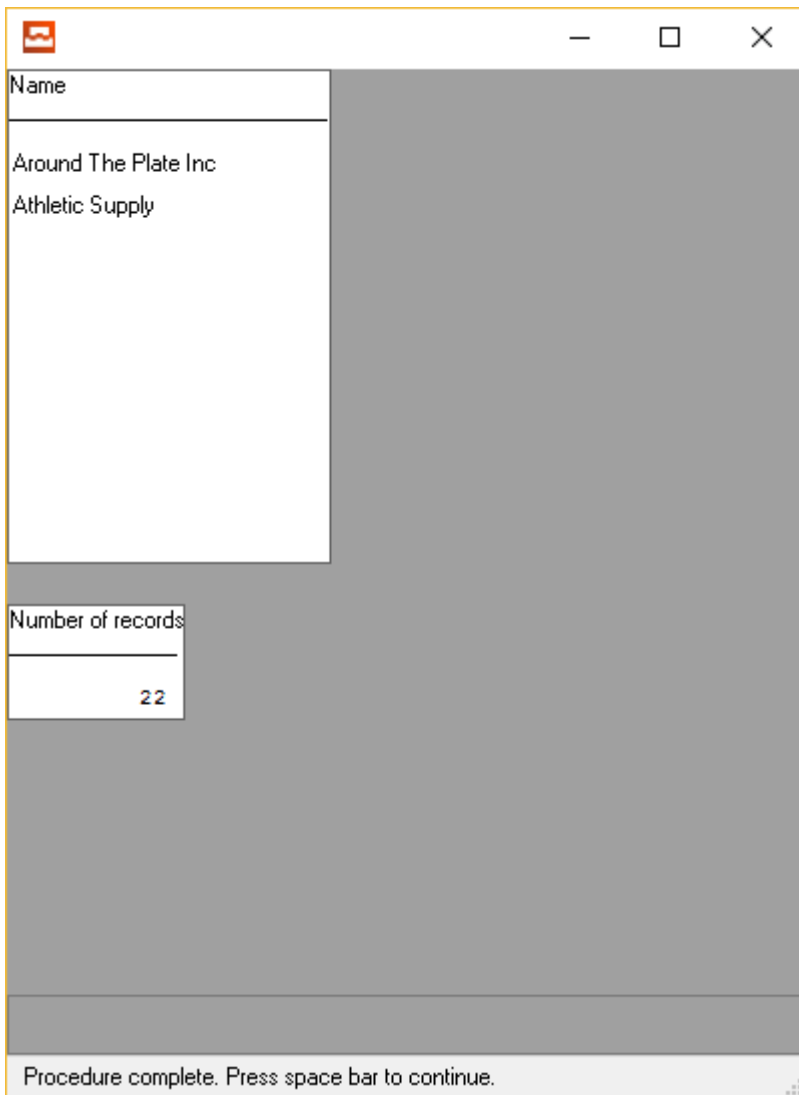 Name
Around The Plate Inc
Athletic Supply
Number of records
22
Procedure complete. Press space bar to continue.